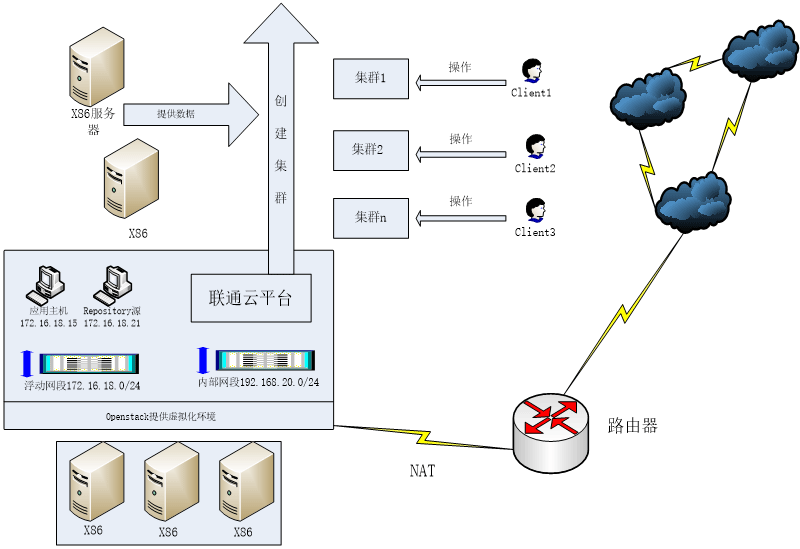 X86服务
器
提供数据
X86
创
建
集
群
集群1
操作
Client1
集群2
操作
Client2
集群n
操作
Client3
联通云平台
应用主机
172.16.18.15
Repository源
172.16.18.21
浮动网段172.16.18.0/24
内部网段192.168.20.0/24
Openstack提供虚拟化环境
X86
X86
X86
NAT
路由器